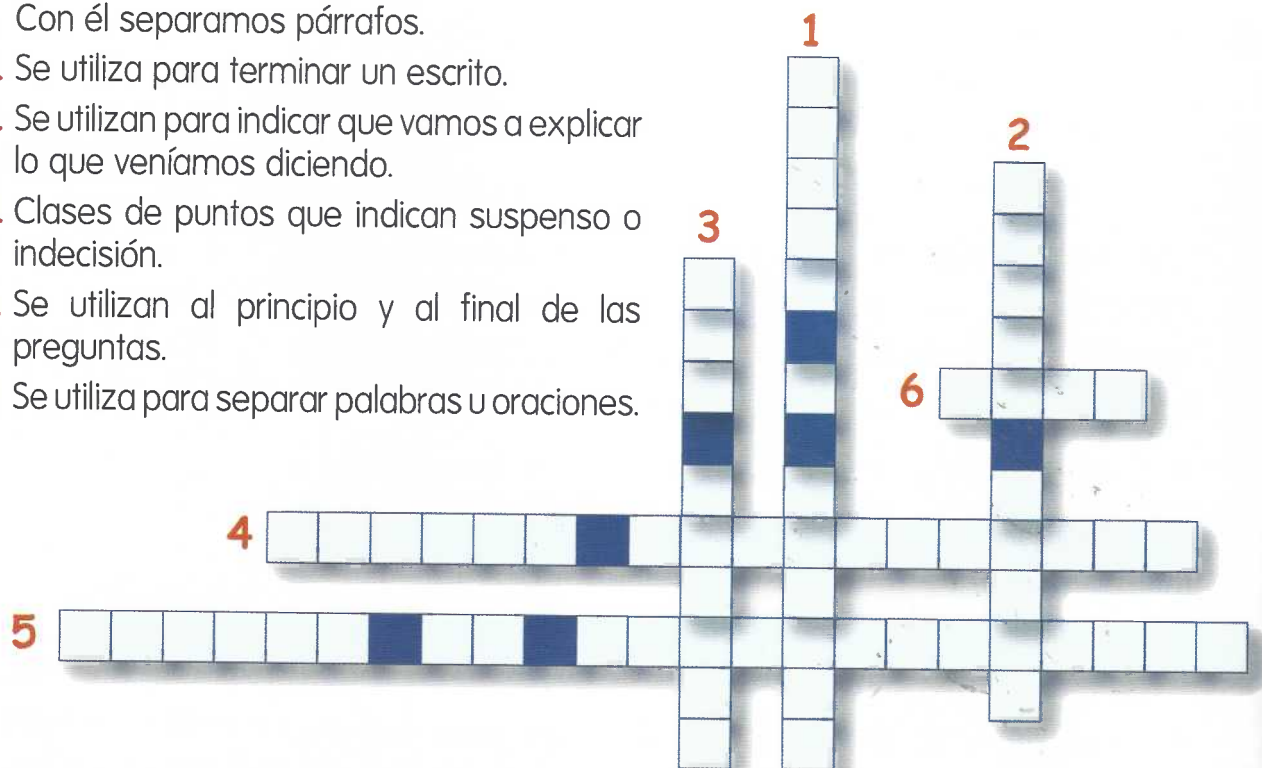 Con él separamos párrafos.
. Se utiliza para terminar un escrito.
. Se utilizan para indicar que vamos a explicar
lo que veníamos diciendo.
. Clases de puntos que indican suspenso o
indecisión.
. Se utilizan al principio y al final de las
preguntas.
Se utiliza para separar palabras u oraciones.
1
2
3
6
4
5